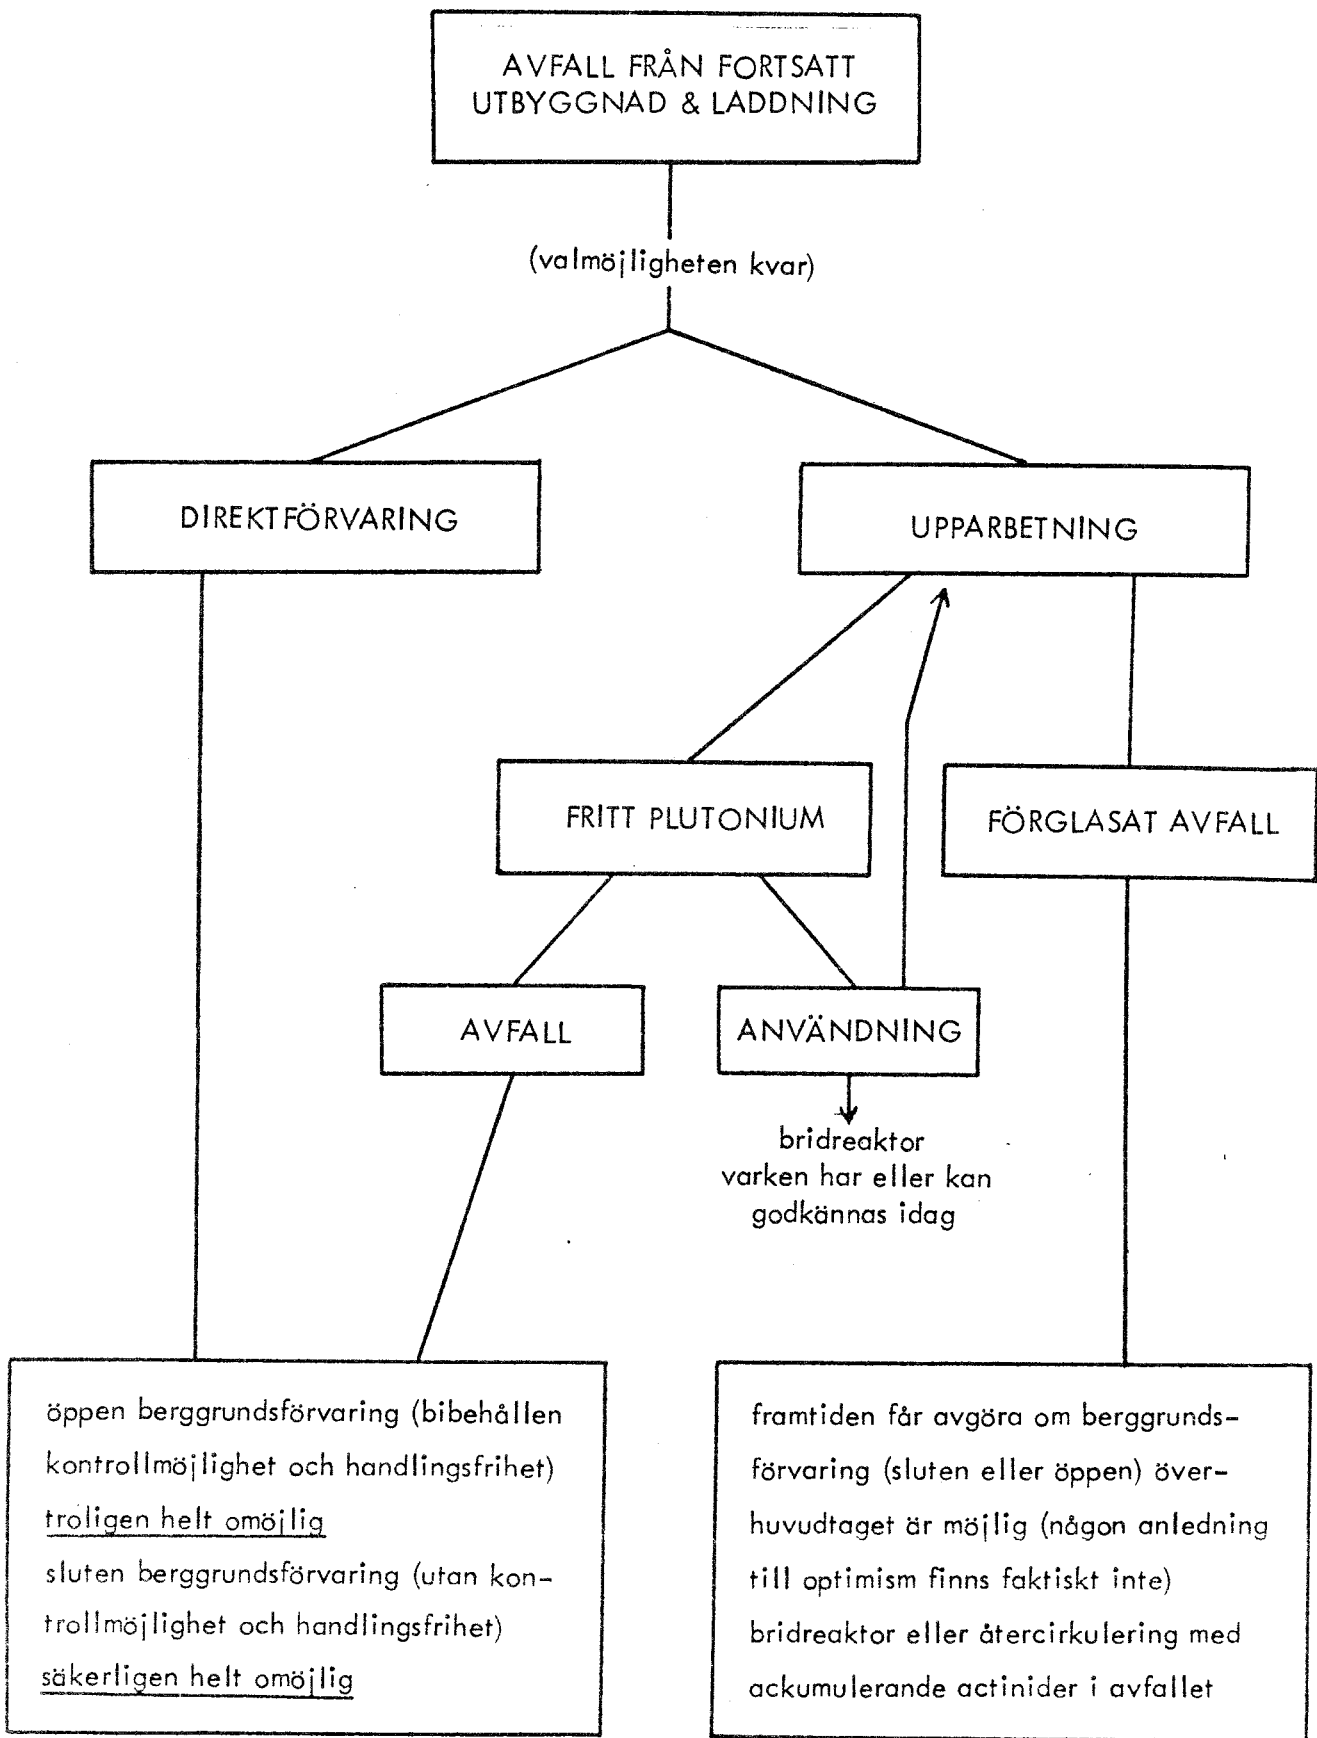 AVFALL FRÅN FORTSATT
UTBYGGNAD & LADDNING
(valmöjligheten kvar)
DIREKTFÖRVARING
UPPARBETNING
FRITT PLUTONIUM
FÖRGLASAT AVFALL
AVFALL
ANVÄNDNING
bridreaktor
varken har eller kan
godkännas idag
öppen berggrundsförvaring (bibehållen
kontrollmöjlighet och handlingsfrihet)
troligen helt omöjlig
sluten berggrundsförvaring (utan kon-
trollmöjlighet och handlingsfrihet)
säkerligen helt omöjlig
framtiden får avgöra om berggrunds-
förvaring (sluten eller öppen) över-
huvudtaget är möjlig (någon anledning
till optimism finns faktiskt inte)
bridreaktor eller återcirkulering med
ackumulerande actinider i avfallet